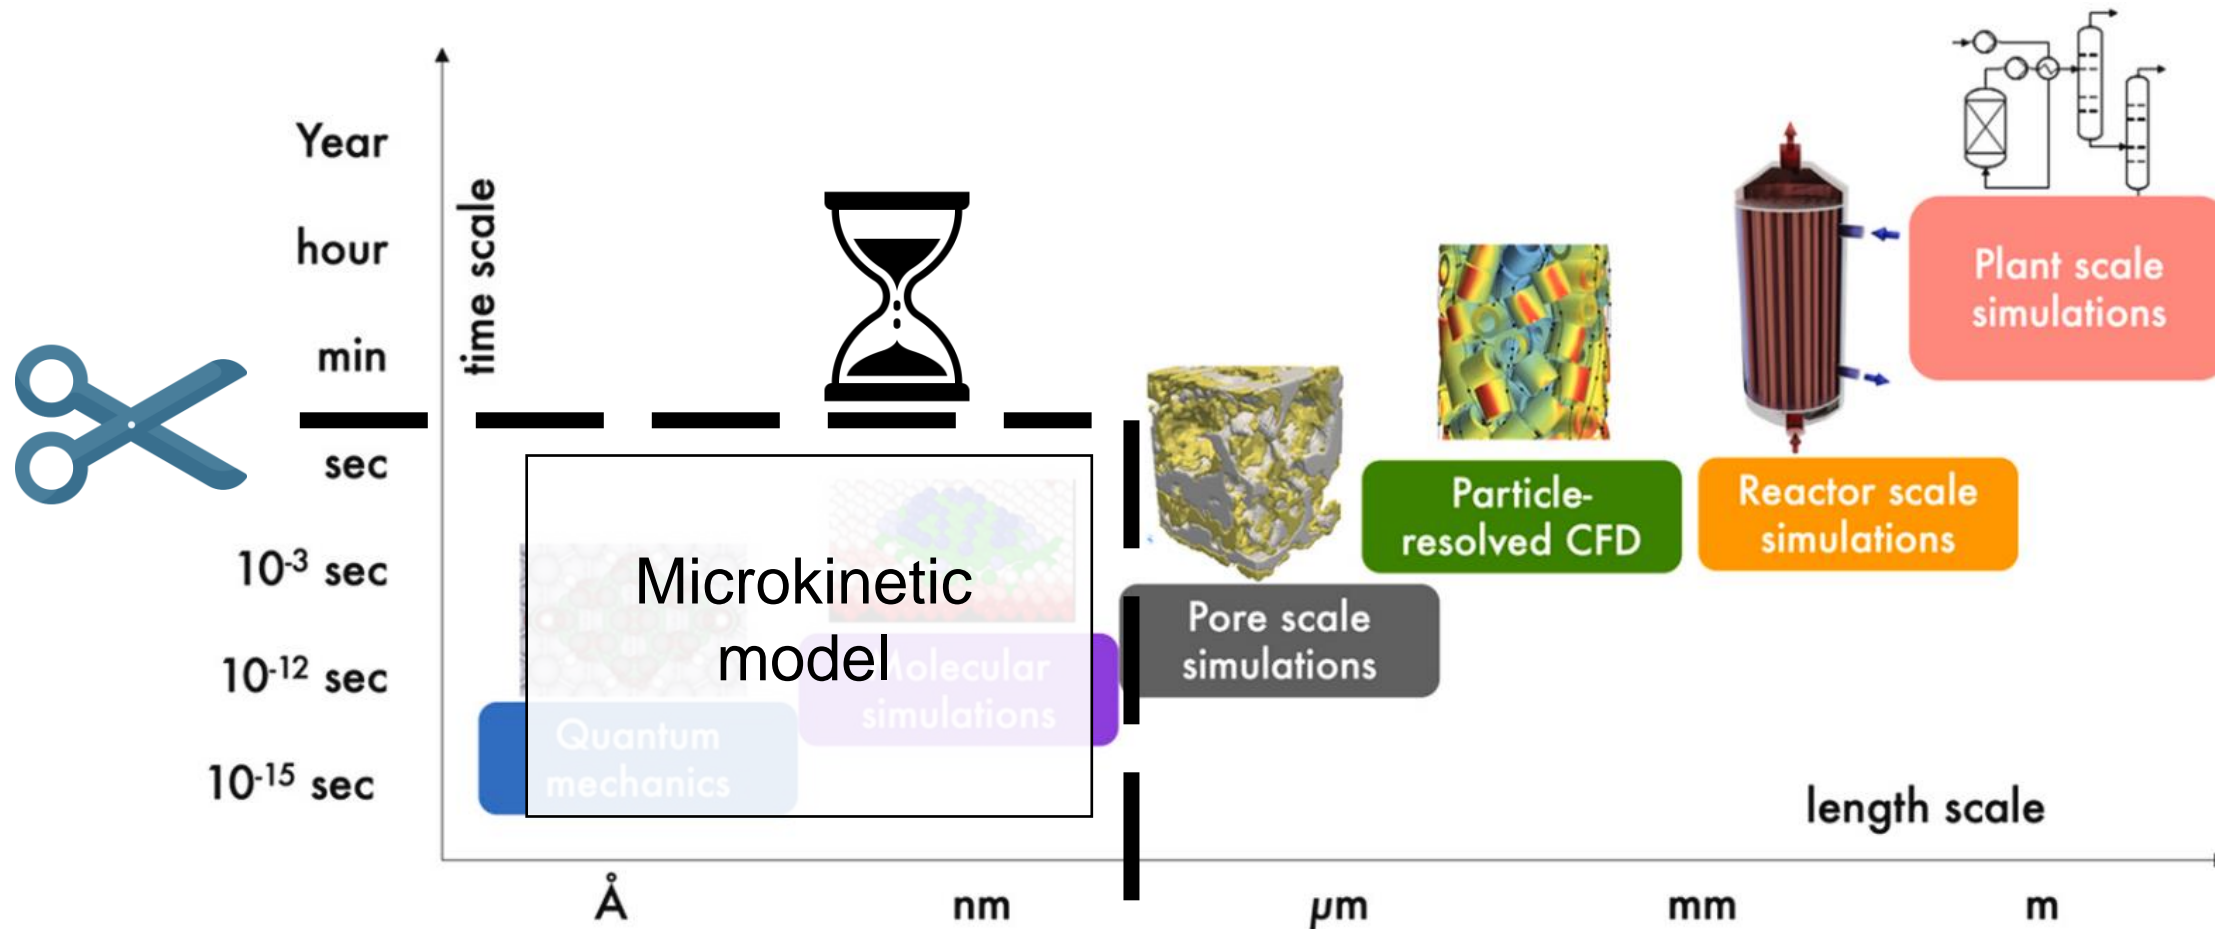 Year
hour
min
sec
10⁻³ sec
10⁻¹² sec
10⁻¹⁵ sec
time scale
Microkinetic
model
Quantum
mechanics
Molecular
simulations
Pore scale
simulations
Particle-
resolved CFD
Reactor scale
simulations
Plant scale
simulations
length scale
Å
nm
µm
mm
m